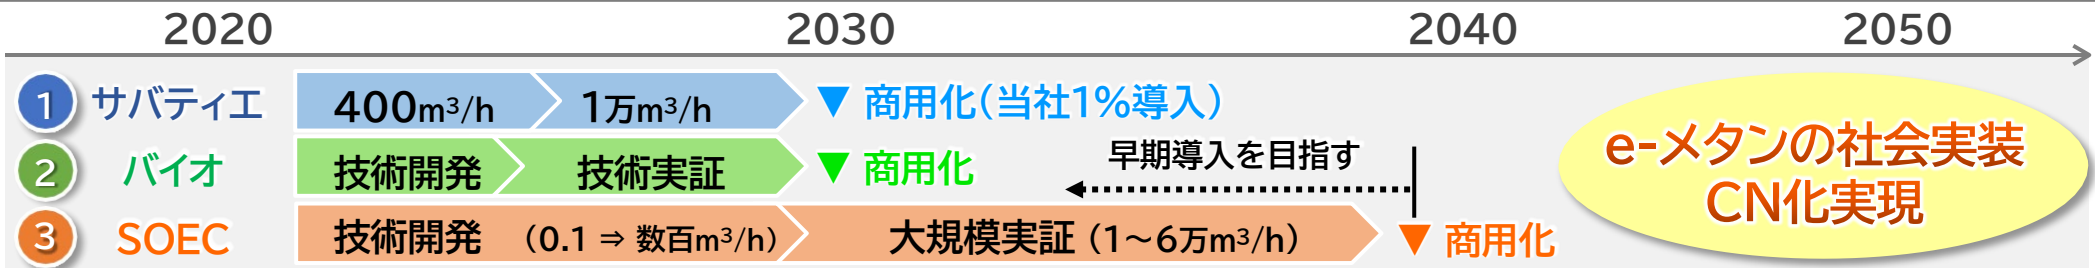 2020 2030 2040 2050
1 サバティエ 400m³/h 1万m³/h ▼ 商用化(当社1%導入)
2 バイオ 技術開発 技術実証 ▼ 商用化 早期導入を目指す
3 SOEC 技術開発 (0.1 ⇒ 数百m³/h) 大規模実証 (1~6万m³/h) ▼ 商用化
e-メタンの社会実装
CN化実現